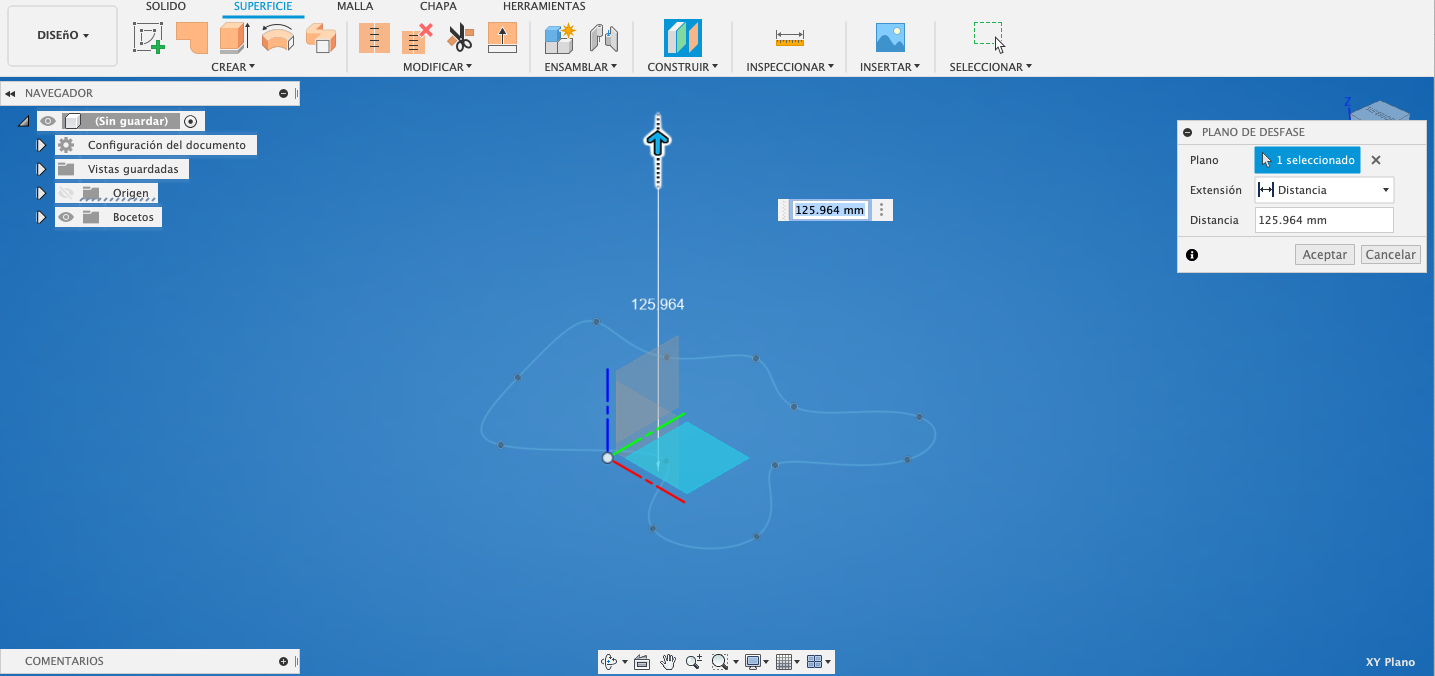 SOLIDO SUPERFICIE MALLA CHAPA HERRAMIENTAS
DISEñO
CREAR MODIFICAR ENSAMBLAR CONSTRUIR INSPECCIONAR INSERTAR SELECCIONAR
NAVEGADOR
(Sin guardar)
Configuración del documento
Vistas guardadas
Origen
Bocetos
Z
PLANO DE DESFASE
Plano 1 seleccionado
Extensión Distancia
Distancia 125.964 mm
Aceptar Cancelar
125.964 mm
125.964
COMENTARIOS
XY Plano